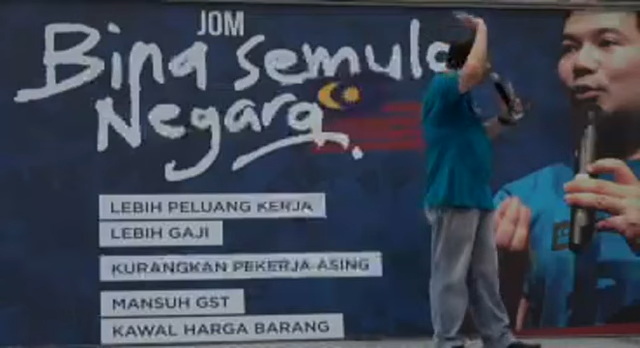 JOM
Bina Semula
Negara.
LEBIH PELUANG KERJA
LEBIH GAJI
KURANGKAN PEKERJA ASING
MANSUH GST
KAWAL HARGA BARANG